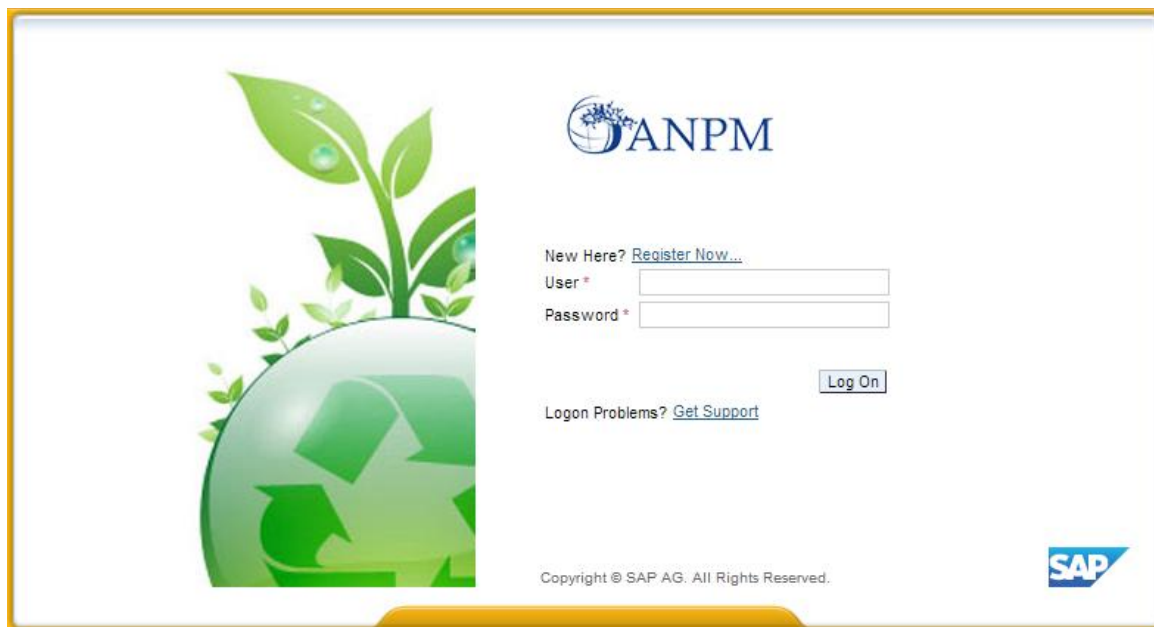 ANPM
New Here? Register Now...
User *
Password *
Log On
Logon Problems? Get Support
Copyright © SAP AG. All Rights Reserved.
SAP